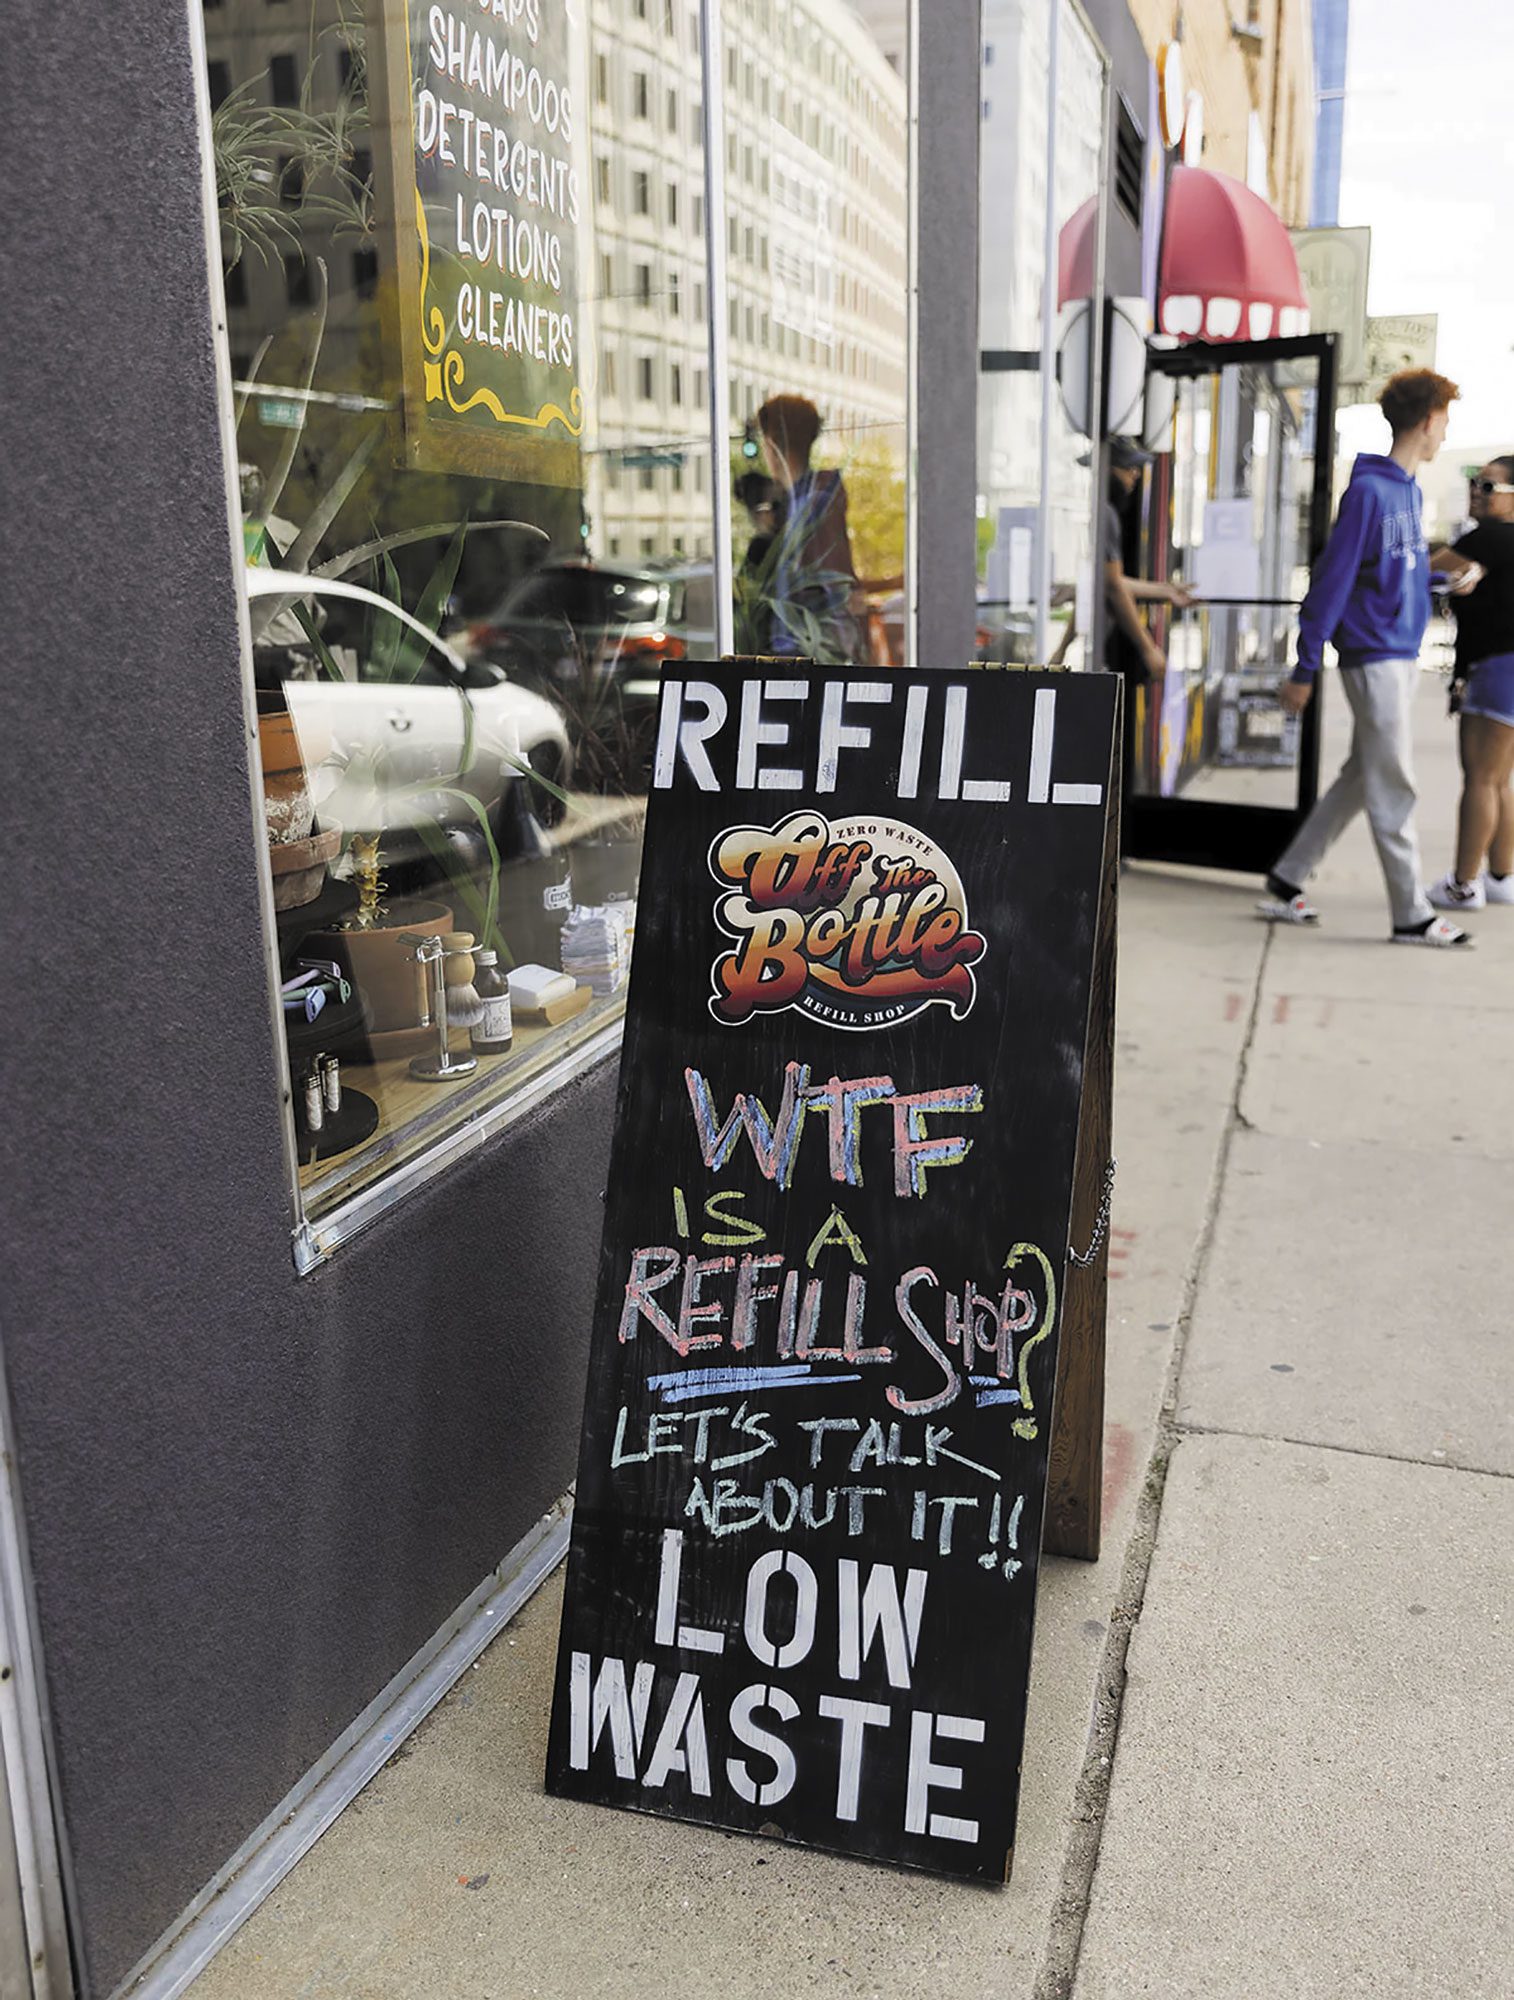 SHAMPOOS
DETERGENTS
LOTIONS
CLEANERS
REFILL
ZERO WASTE
Off The
Bottle
REFILL SHOP
WTF
IS A
REFILL SHOP?
LET'S TALK
ABOUT IT!!
LOW
WASTE